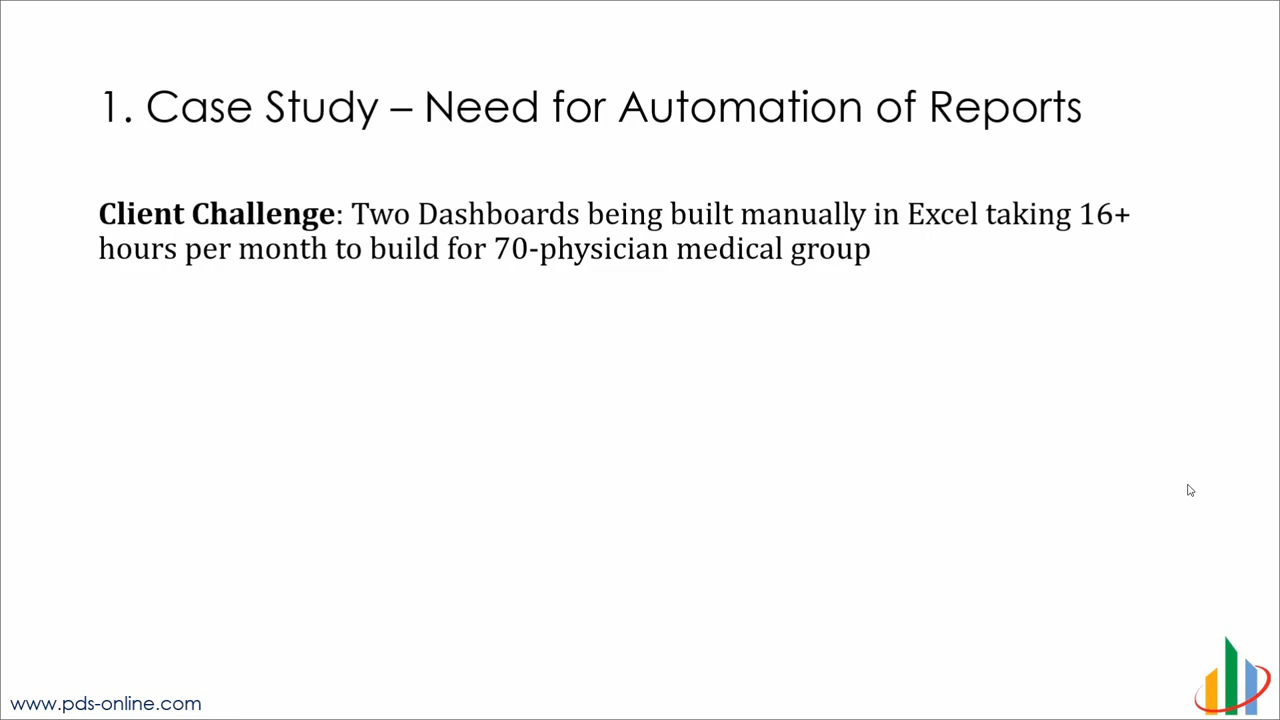 1. Case Study – Need for Automation of Reports
Client Challenge: Two Dashboards being built manually in Excel taking 16+
hours per month to build for 70-physician medical group
www.pds-online.com